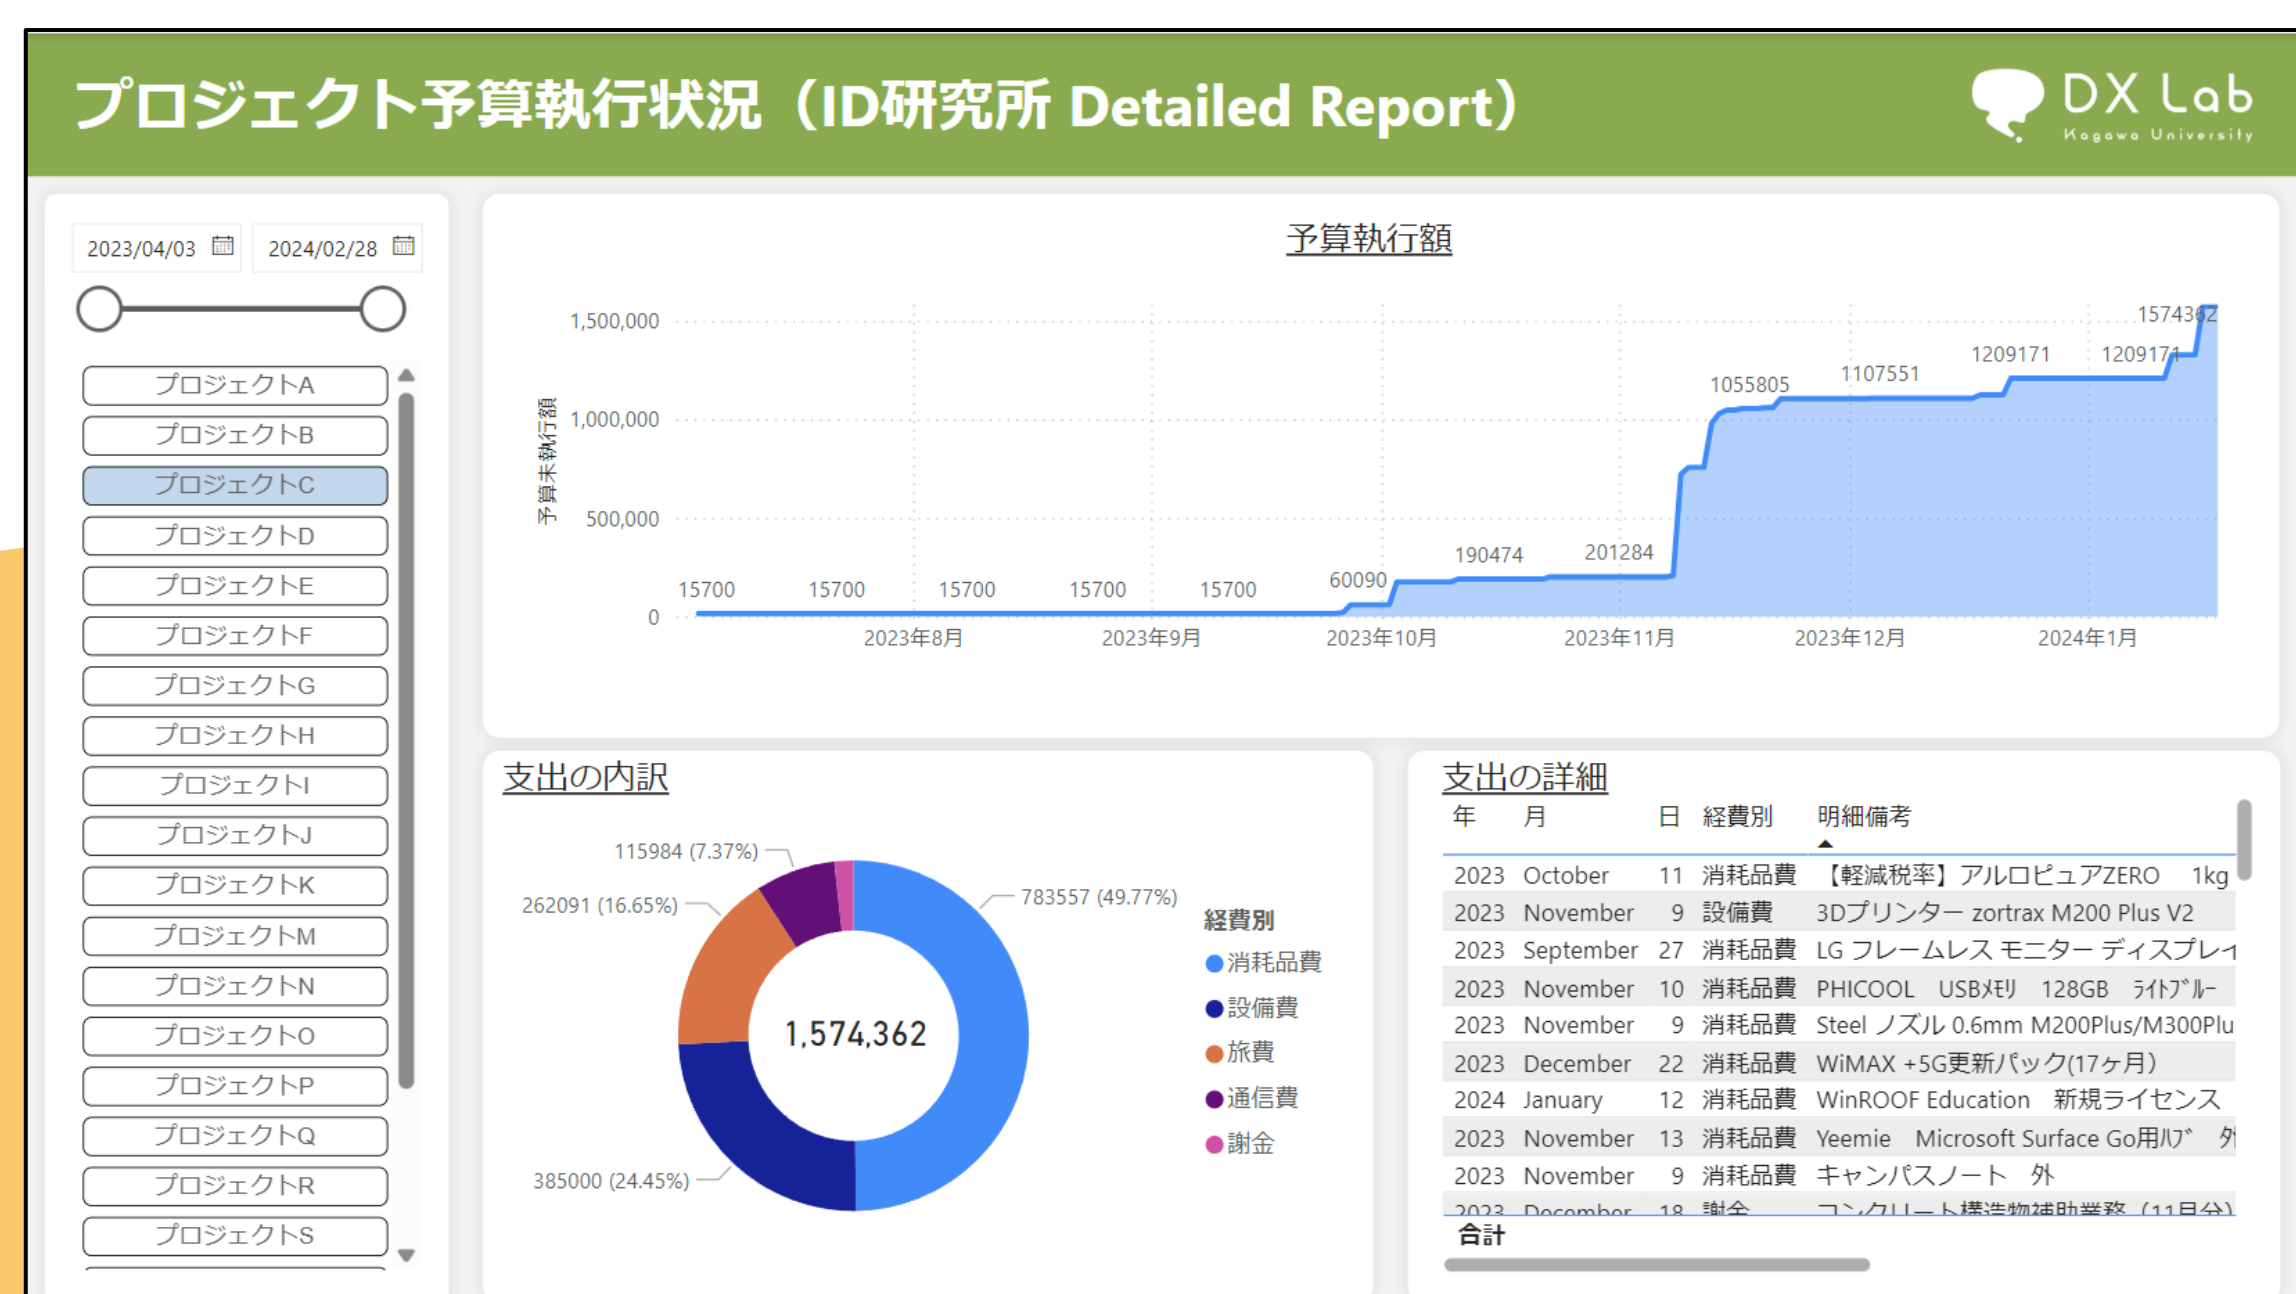 プロジェクト予算執行状況（ID研究所 Detailed Report）
DX Lab
Kagawa University
2023/04/03
2024/02/28
プロジェクトA
プロジェクトB
プロジェクトC
プロジェクトD
プロジェクトE
プロジェクトF
プロジェクトG
プロジェクトH
プロジェクトI
プロジェクトJ
プロジェクトK
プロジェクトM
プロジェクトN
プロジェクトO
プロジェクトP
プロジェクトQ
プロジェクトR
プロジェクトS
予算執行額
予算未執行額
1,500,000
1,000,000
500,000
0
15700 15700 15700 15700 15700 60090 190474 201284 1055805 1107551 1209171 1209171 1574362
2023年8月 2023年9月 2023年10月 2023年11月 2023年12月 2024年1月
支出の内訳
115984 (7.37%)
262091 (16.65%)
783557 (49.77%)
385000 (24.45%)
1,574,362
経費別
消耗品費
設備費
旅費
通信費
謝金
支出の詳細
年 月 日 経費別 明細備考
2023 October 11 消耗品費 【軽減税率】アルロピュアZERO 1kg
2023 November 9 設備費 3Dプリンター zortrax M200 Plus V2
2023 September 27 消耗品費 LG フレームレス モニター ディスプレイ
2023 November 10 消耗品費 PHICOOL USBﾒﾓﾘ 128GB ﾗｲﾄﾌﾞﾙｰ
2023 November 9 消耗品費 Steel ノズル 0.6mm M200Plus/M300Plu
2023 December 22 消耗品費 WiMAX +5G更新パック(17ヶ月）
2024 January 12 消耗品費 WinROOF Education 新規ライセンス
2023 November 13 消耗品費 Yeemie Microsoft Surface Go用ﾊﾌﾞ 外
2023 November 9 消耗品費 キャンパスノート 外
2023 December 18 謝金 コンクリート構造物補助業務（11月分）
合計